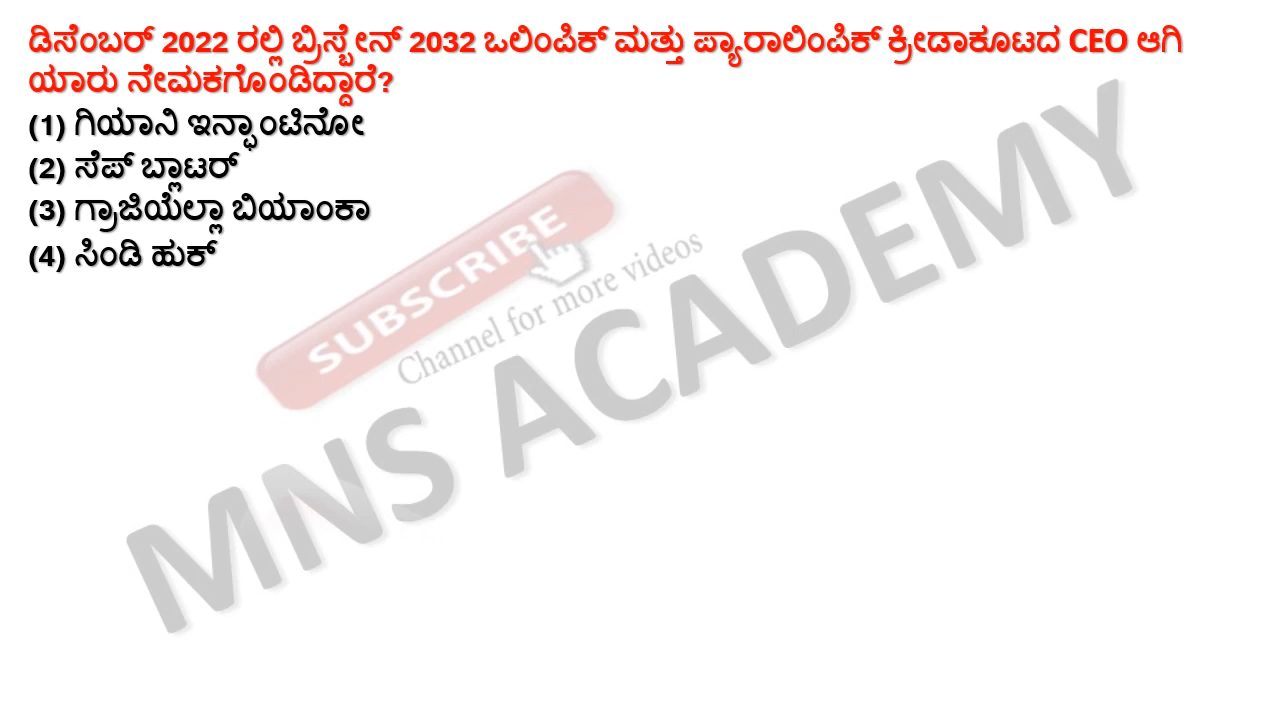 ಡಿಸೆಂಬರ್ 2022 ರಲ್ಲಿ ಬ್ರಿಸ್ಬೇನ್ 2032 ಒಲಿಂಪಿಕ್ ಮತ್ತು ಪ್ಯಾರಾಲಿಂಪಿಕ್ ಕ್ರೀಡಾಕೂಟದ CEO ಆಗಿ
ಯಾರು ನೇಮಕಗೊಂಡಿದ್ದಾರೆ?
(1) ಗಿಯಾನಿ ಇನ್ಫಾಂಟಿನೋ
(2) ಸೆಪ್ ಬ್ಲಾಟರ್
(3) ಗ್ರಾಜಿಯೆಲ್ಲಾ ಬಿಯಾಂಕಾ
(4) ಸಿಂಡಿ ಹುಕ್
SUBSCRIBE
Channel for more videos
MNS ACADEMY